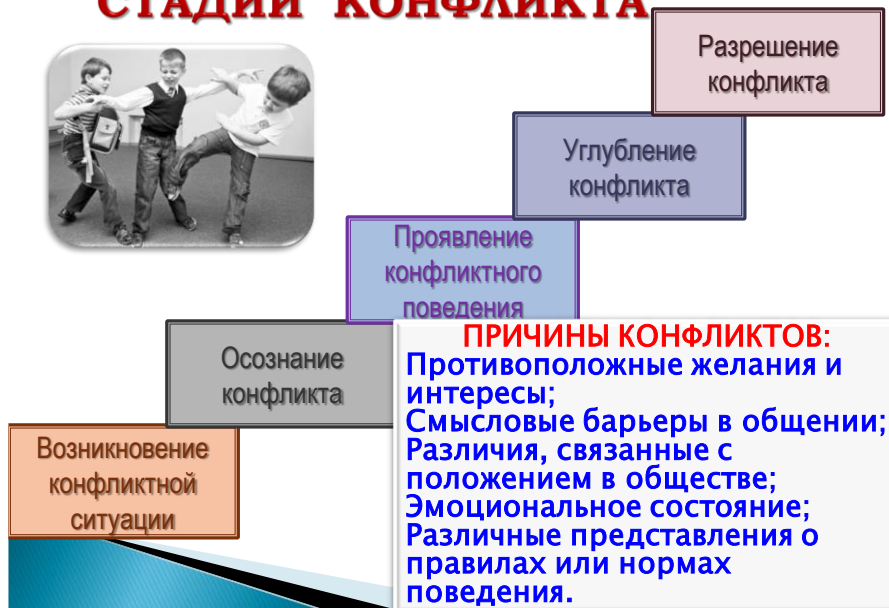 СТАДИИ КОНФЛИКТА
Разрешение
конфликта
Углубление
конфликта
Проявление
конфликтного
поведения
Осознание
конфликта
Возникновение
конфликтной
ситуации
ПРИЧИНЫ КОНФЛИКТОВ:
Противоположные желания и
интересы;
Смысловые барьеры в общении;
Различия, связанные с
положением в обществе;
Эмоциональное состояние;
Различные представления о
правилах или нормах
поведения.